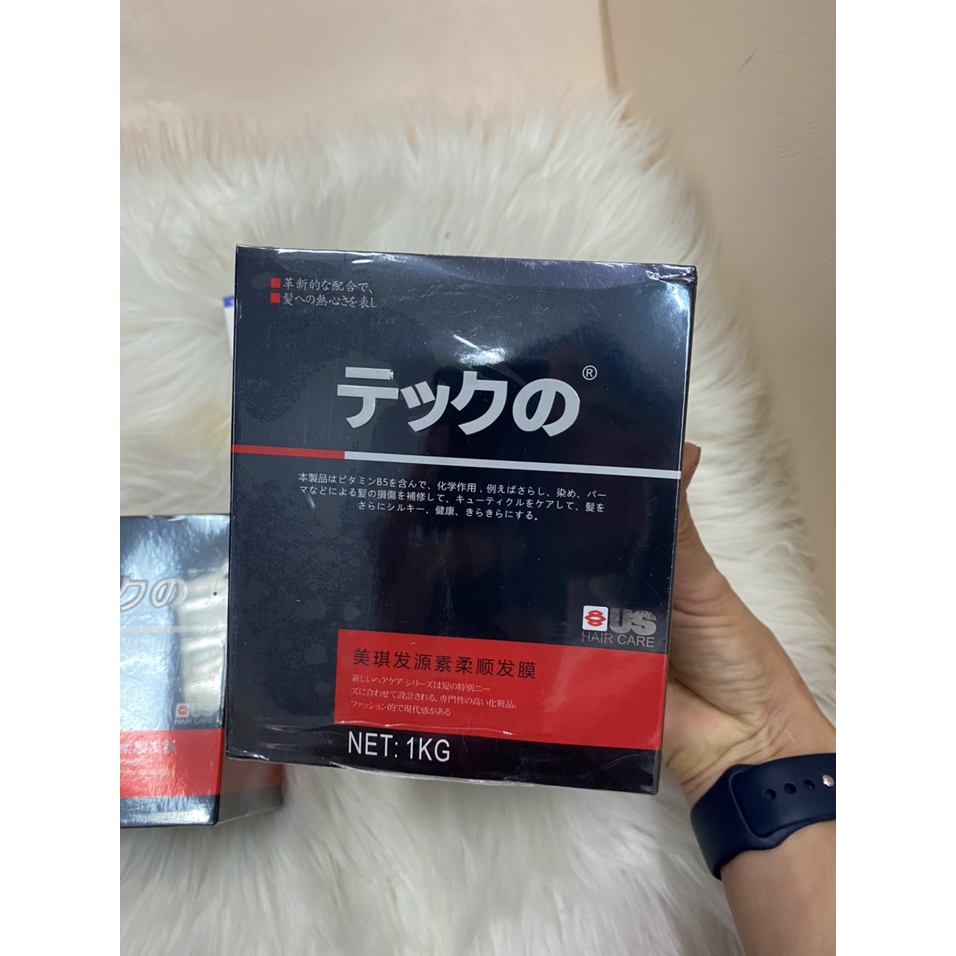 革新的な配合で、
髪への熱心さを表し
テックの®
本製品はビタミンB5を含んで、化学作用，例えばさらし、染め、パー
マなどによる髪の損傷を補修して、キューティクルをケアして、髪を
さらにシルキー、健康、きらきらにする。
US
HAIR CARE
美琪发源素柔顺发膜
新しいヘアケア シリーズは髪の特別ニー
ズに合わせて設計される，専門性の高い化粧品。
ファッション的で現代感がある
NET: 1KG
クの
US
HAIR CARE